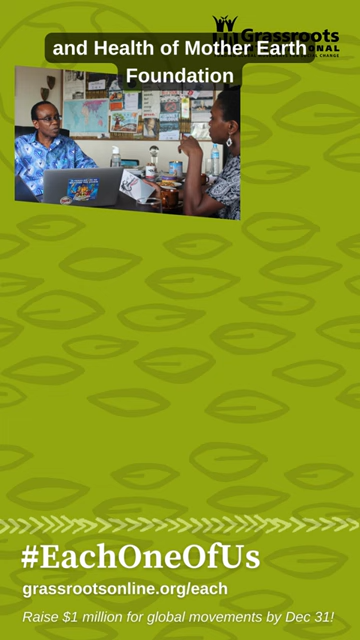 Grassroots
and Health of Mother Earth
Foundation
#EachOneOfUs
grassrootsonline.org/each
Raise $1 million for global movements by Dec 31!